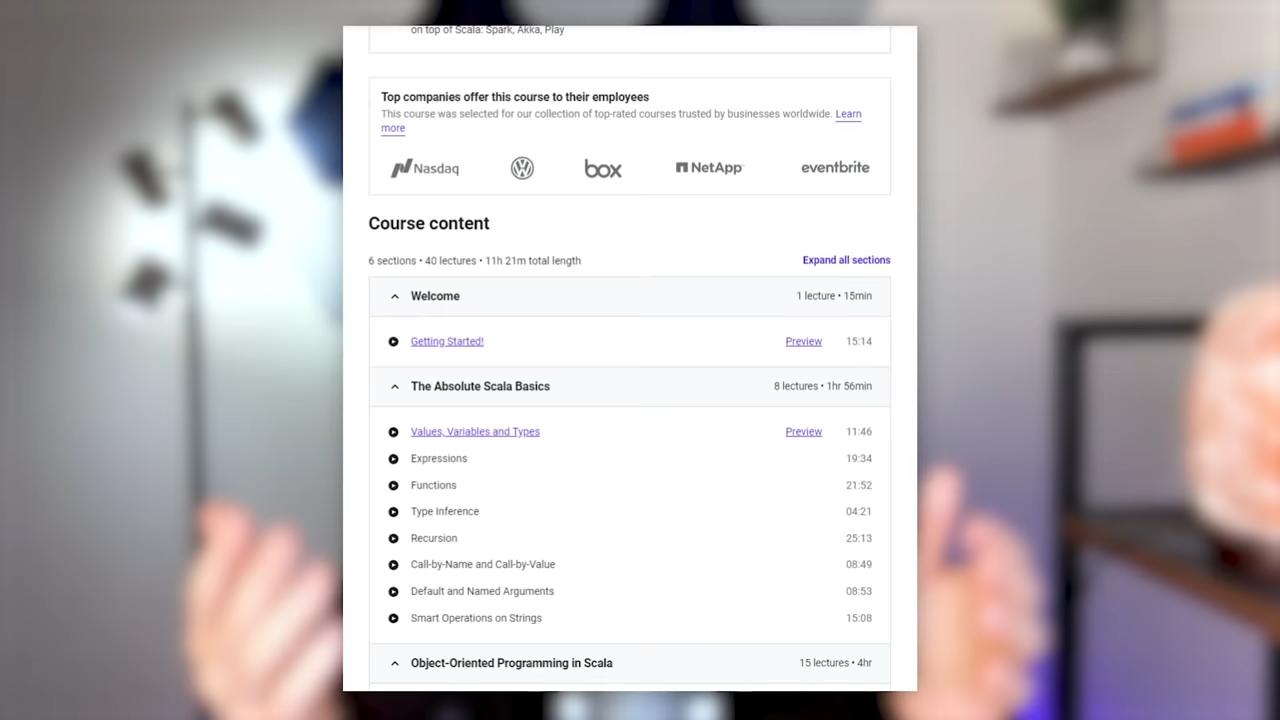 on top of Scala: Spark, Akka, Play
Top companies offer this course to their employees
This course was selected for our collection of top-rated courses trusted by businesses worldwide. Learn
more
Nasdaq box NetApp eventbrite
Course content
6 sections • 40 lectures • 11h 21m total length Expand all sections
Welcome 1 lecture • 15min
Getting Started! Preview 15:14
The Absolute Scala Basics 8 lectures • 1hr 56min
Values, Variables and Types Preview 11:46
Expressions 19:34
Functions 21:52
Type Inference 04:21
Recursion 25:13
Call-by-Name and Call-by-Value 08:49
Default and Named Arguments 08:53
Smart Operations on Strings 15:08
Object-Oriented Programming in Scala 15 lectures • 4hr